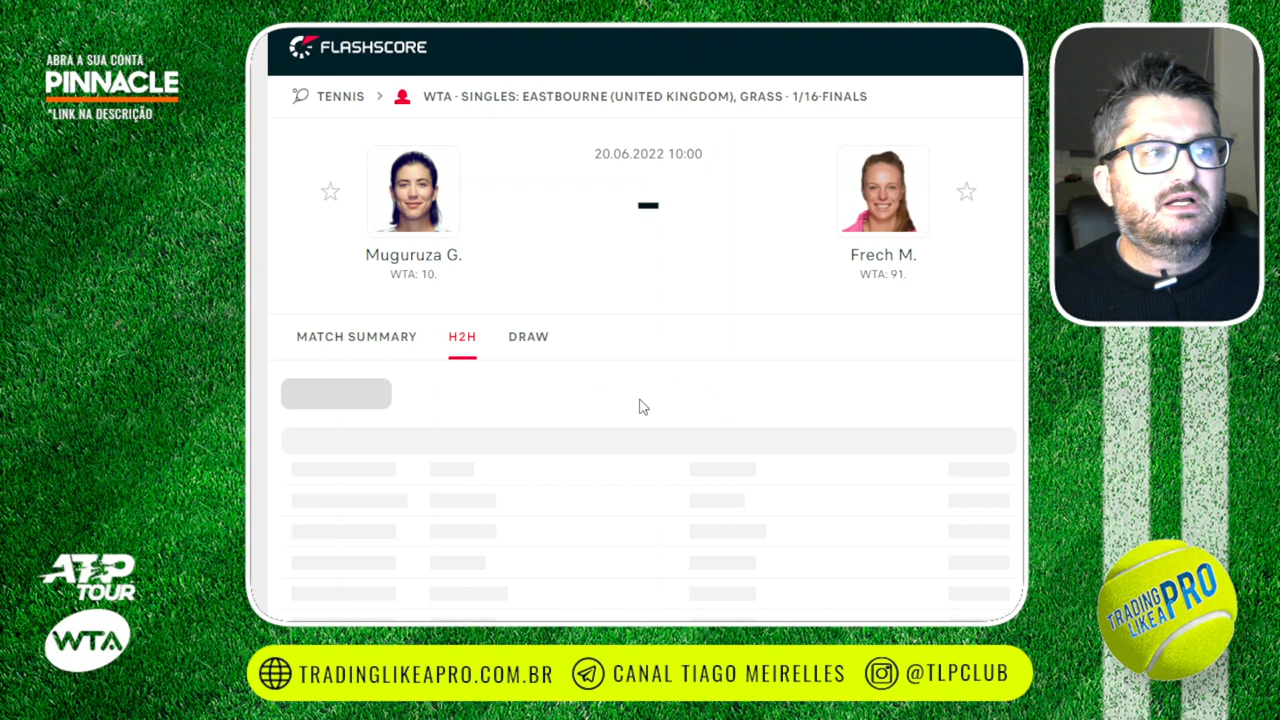 ABRA A SUA CONTA
PINNACLE
*LINK NA DESCRIÇÃO
FLASHSCORE
TENNIS > WTA - SINGLES: EASTBOURNE (UNITED KINGDOM), GRASS - 1/16-FINALS
20.06.2022 10:00
-
Muguruza G.
WTA: 10.
Frech M.
WTA: 91.
MATCH SUMMARY H2H DRAW
ATP
TOUR
WTA
TRADING
LIKE A
PRO
TRADINGLIKEAPRO.COM.BR CANAL TIAGO MEIRELLES @TLPCLUB